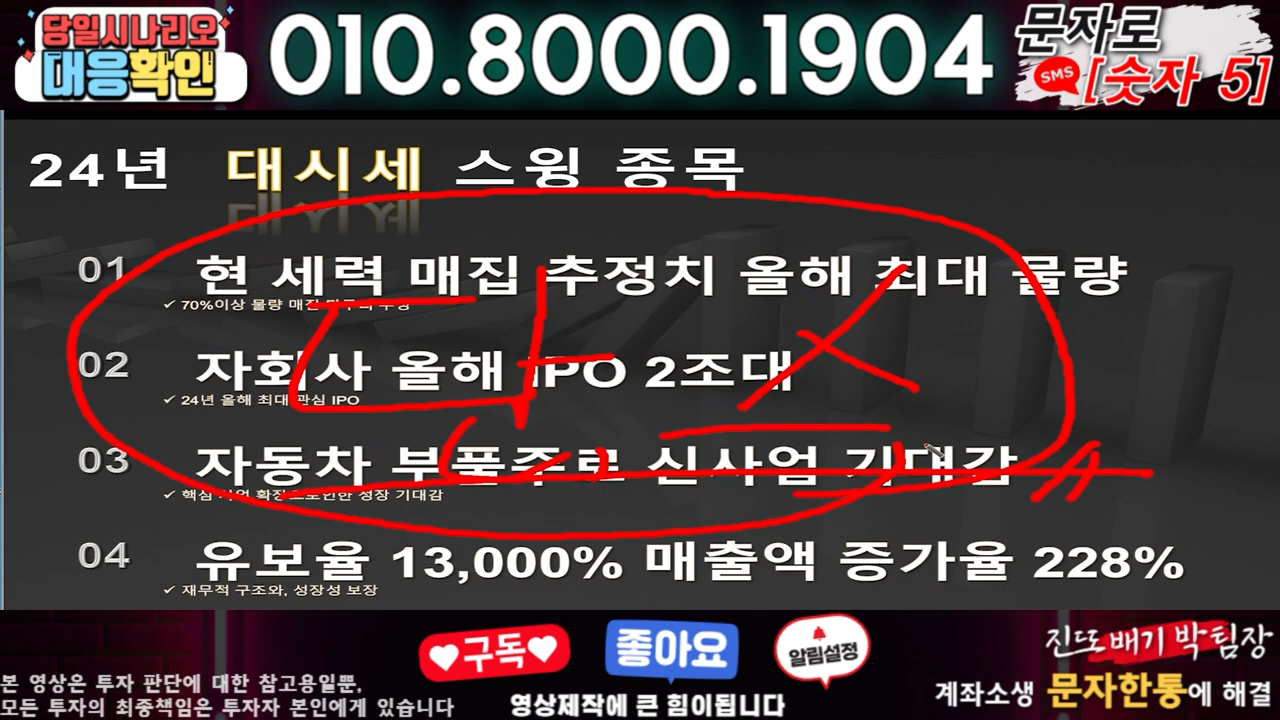 당일시나리오
대응확인
010.8000.1904
문자로
SMS [숫자 5]
24년 대시세 스윙 종목
01 현 세력 매집 추정치 올해 최대 물량
✓ 70%이상 물량 매집
02 자회사 올해 IPO 2조대
✓ 24년 올해 최대 관심 IPO
03 자동차 부품주로 신사업 기대감
✓ 핵심 사업 확장으로인한 성장 기대감
04 유보율 13,000% 매출액 증가율 228%
✓ 재무적 구조와, 성장성 보장
단순
구독
좋아요
알림설정
영상제작에 큰 힘이됩니다
본 영상은 투자 판단에 대한 참고용일뿐,
모든 투자의 최종책임은 투자자 본인에게 있습니다
진또배기 박팀장
계좌소생 문자한통에 해결